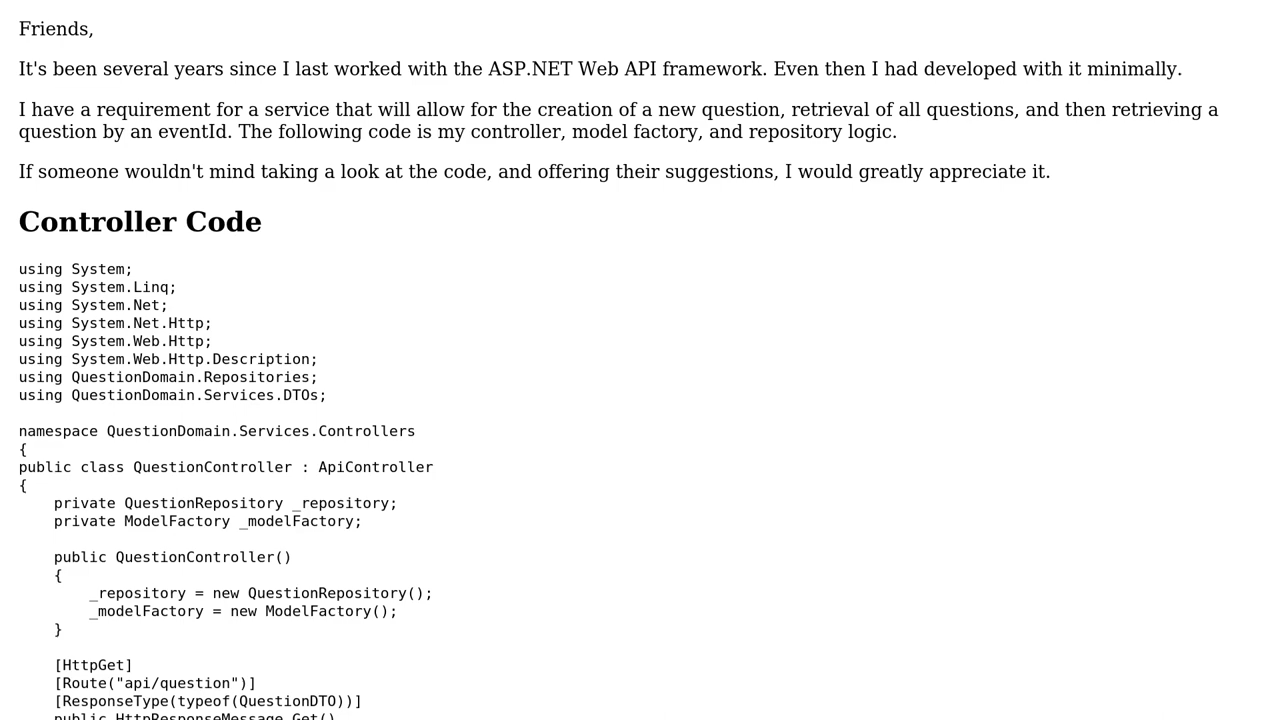 Friends,
It's been several years since I last worked with the ASP.NET Web API framework. Even then I had developed with it minimally.
I have a requirement for a service that will allow for the creation of a new question, retrieval of all questions, and then retrieving a
question by an eventId. The following code is my controller, model factory, and repository logic.
If someone wouldn't mind taking a look at the code, and offering their suggestions, I would greatly appreciate it.
Controller Code
using System;
using System.Linq;
using System.Net;
using System.Net.Http;
using System.Web.Http;
using System.Web.Http.Description;
using QuestionDomain.Repositories;
using QuestionDomain.Services.DTOs;
namespace QuestionDomain.Services.Controllers
{
public class QuestionController : ApiController
{
    private QuestionRepository _repository;
    private ModelFactory _modelFactory;
    public QuestionController()
    {
        _repository = new QuestionRepository();
        _modelFactory = new ModelFactory();
    }
    [HttpGet]
    [Route("api/question")]
    [ResponseType(typeof(QuestionDTO))]
    public HttpResponseMessage Get()